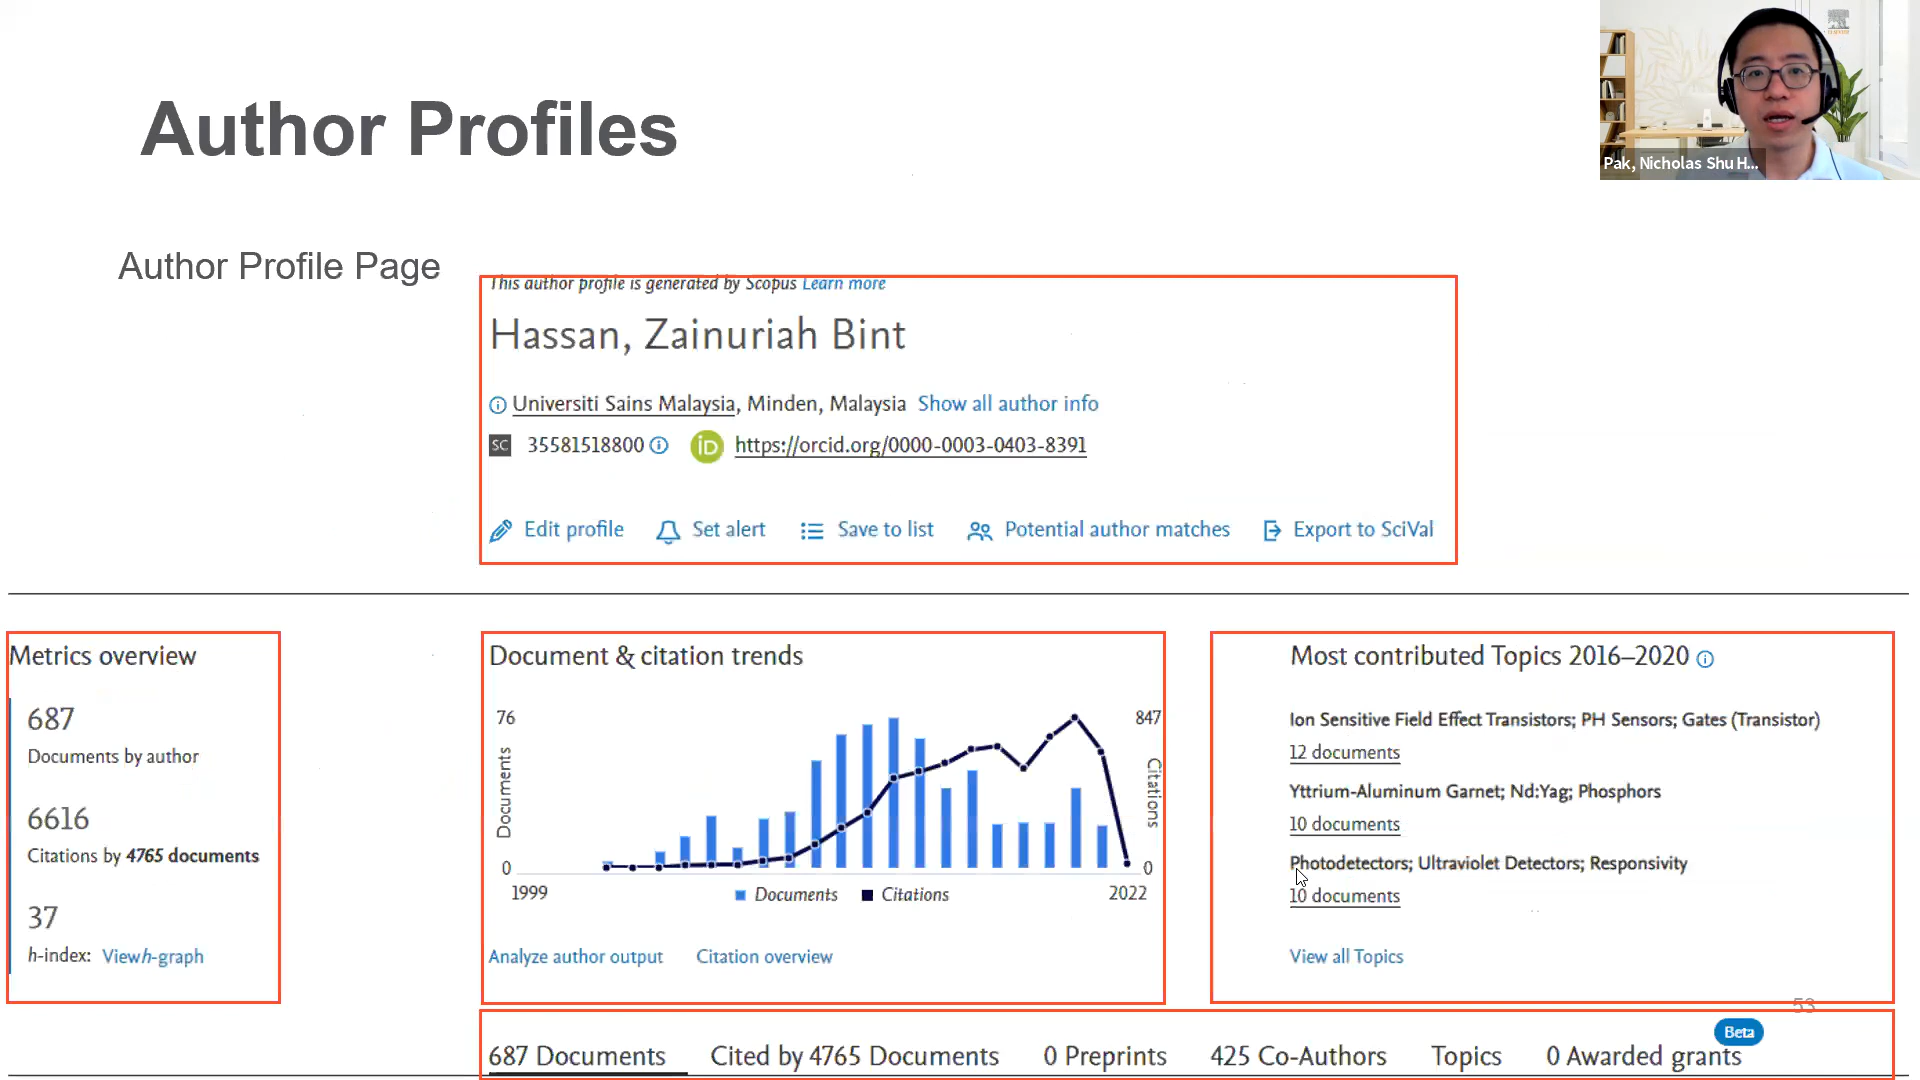 Author Profiles
Pak, Nicholas Shu H...
Author Profile Page
This author profile is generated by Scopus Learn more
Hassan, Zainuriah Bint
Universiti Sains Malaysia, Minden, Malaysia Show all author info
SC 35581518800 iD https://orcid.org/0000-0003-0403-8391
Edit profile Set alert Save to list Potential author matches Export to SciVal
Metrics overview
687
Documents by author
6616
Citations by 4765 documents
37
h-index: View h-graph
Document & citation trends
76
847
Documents
Citations
0
0
1999
2022
Documents Citations
Analyze author output Citation overview
Most contributed Topics 2016–2020
Ion Sensitive Field Effect Transistors; PH Sensors; Gates (Transistor)
12 documents
Yttrium-Aluminum Garnet; Nd:Yag; Phosphors
10 documents
Photodetectors; Ultraviolet Detectors; Responsivity
10 documents
View all Topics
53
Beta
687 Documents Cited by 4765 Documents 0 Preprints 425 Co-Authors Topics 0 Awarded grants